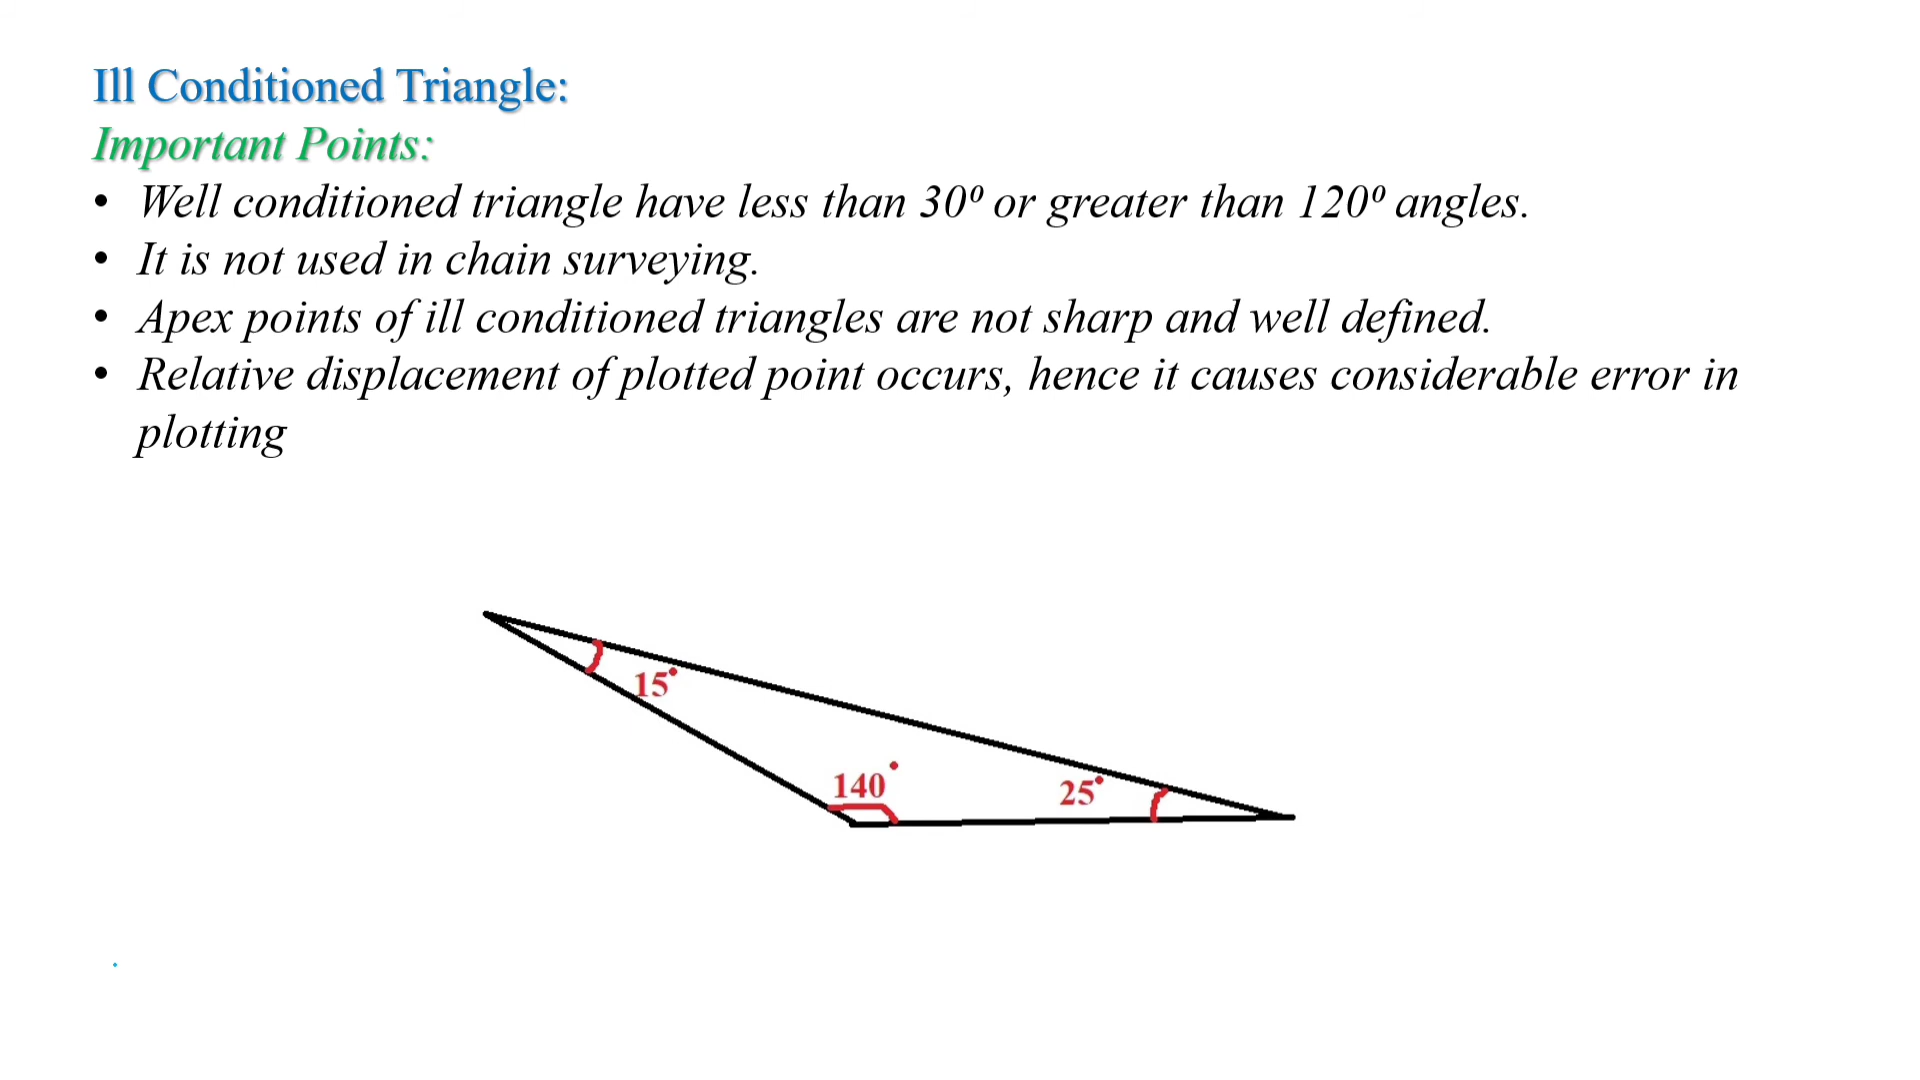 Ill Conditioned Triangle:
Important Points:
• Well conditioned triangle have less than 30⁰ or greater than 120⁰ angles.
• It is not used in chain surveying.
• Apex points of ill conditioned triangles are not sharp and well defined.
• Relative displacement of plotted point occurs, hence it causes considerable error in
plotting
15°
140°
25°